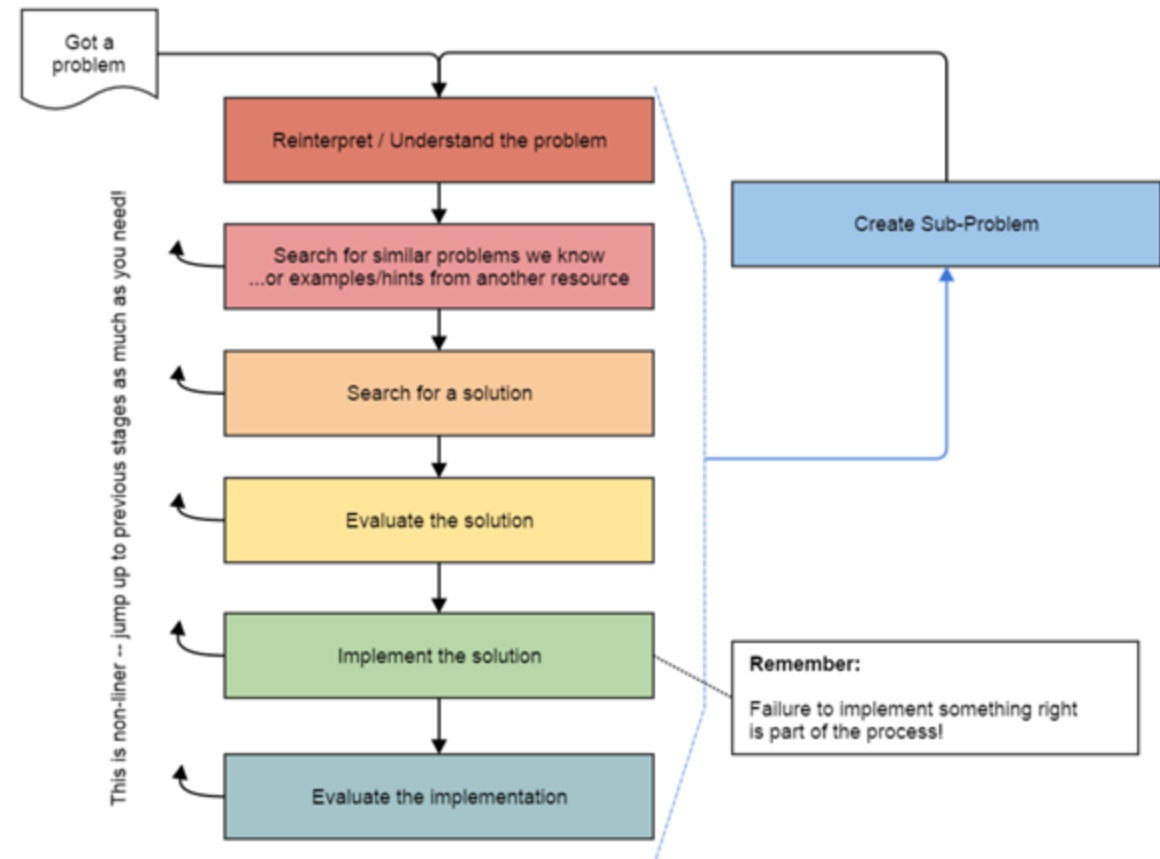 Got a
problem
Reinterpret / Understand the problem
Create Sub-Problem
Search for similar problems we know
...or examples/hints from another resource
This is non-liner -- jump up to previous stages as much as you need!
Search for a solution
Evaluate the solution
Implement the solution
Remember:
Failure to implement something right
is part of the process!
Evaluate the implementation